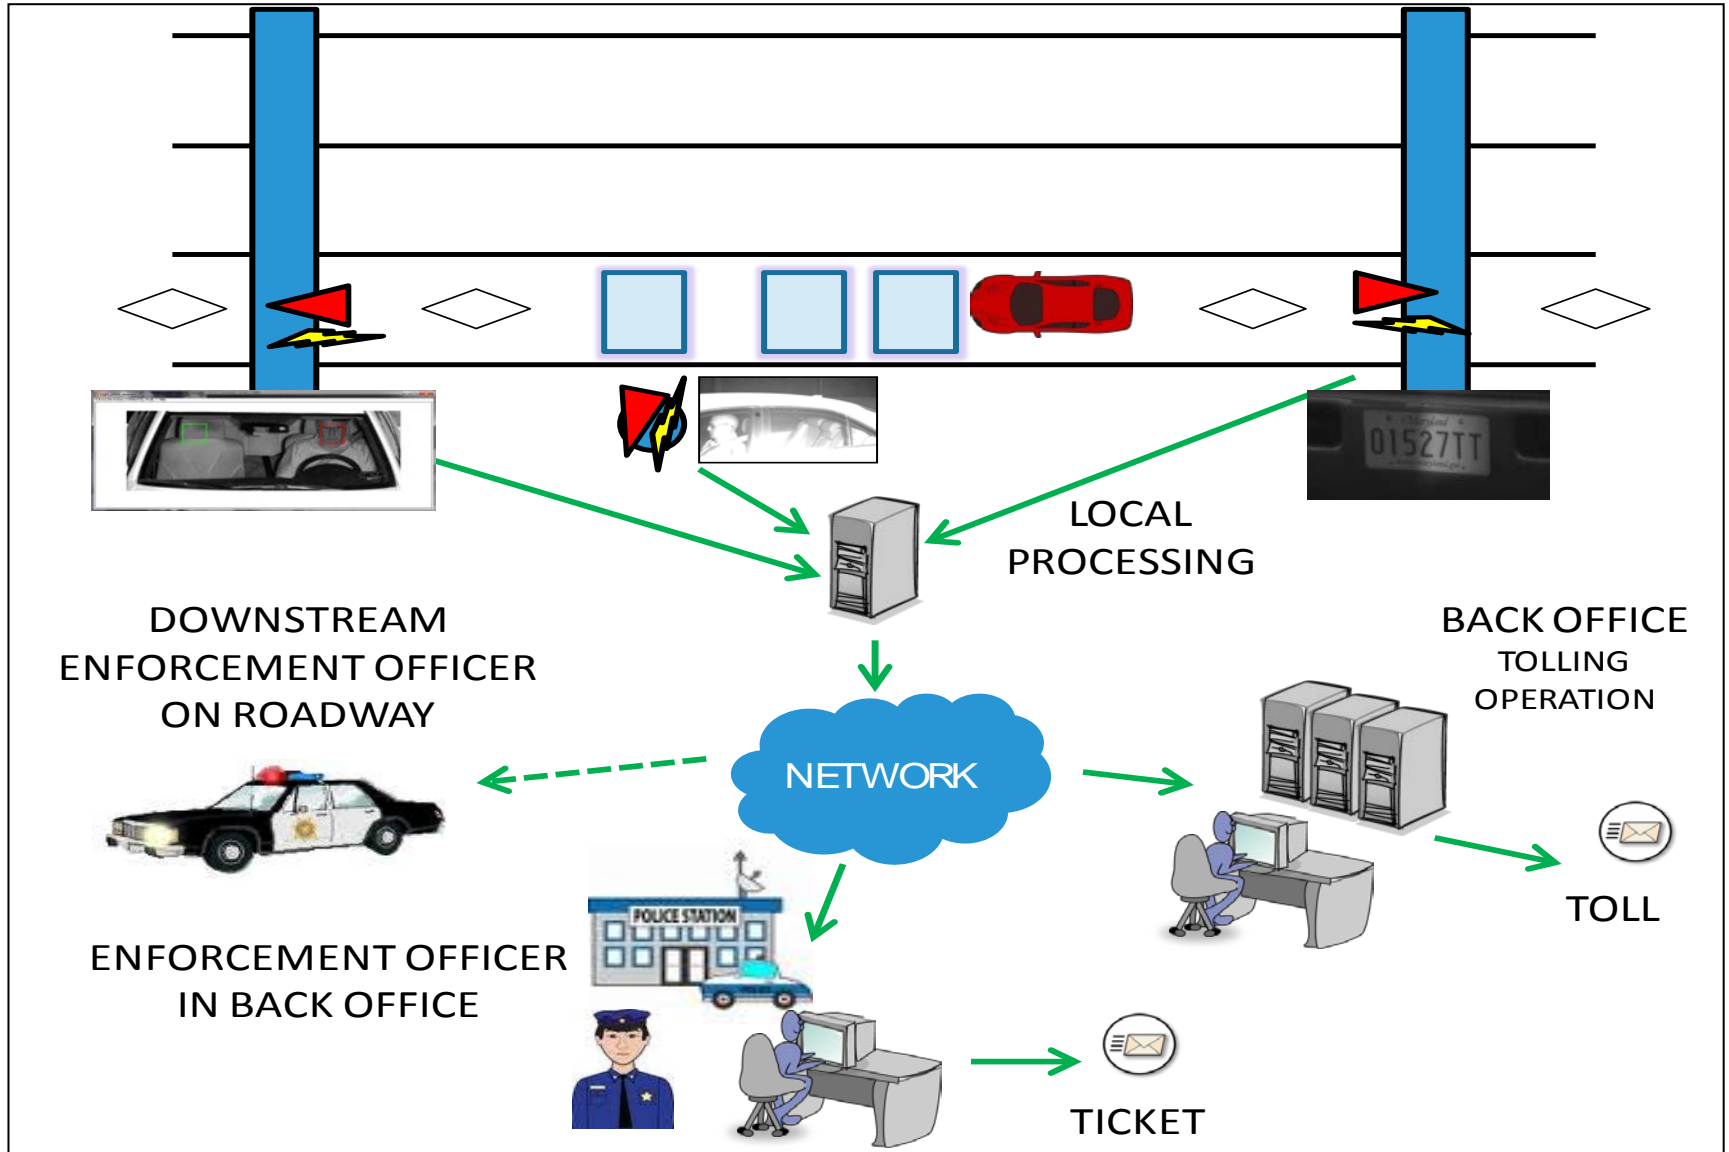 Maryland
01527TT
LOCAL
PROCESSING
DOWNSTREAM
ENFORCEMENT OFFICER
ON ROADWAY
BACK OFFICE
TOLLING
OPERATION
NETWORK
TOLL
POLICE STATION
ENFORCEMENT OFFICER
IN BACK OFFICE
TICKET